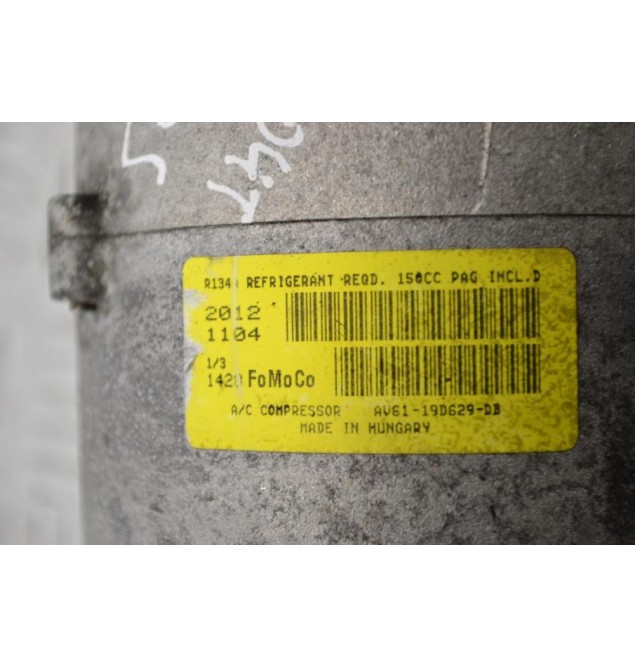 R134 REFRIGERANT REQD. 150CC PAG INCL.D
2012
1104
1/3
1420 FoMoCo
A/C COMPRESSOR AV61-19D629-DB
MADE IN HUNGARY